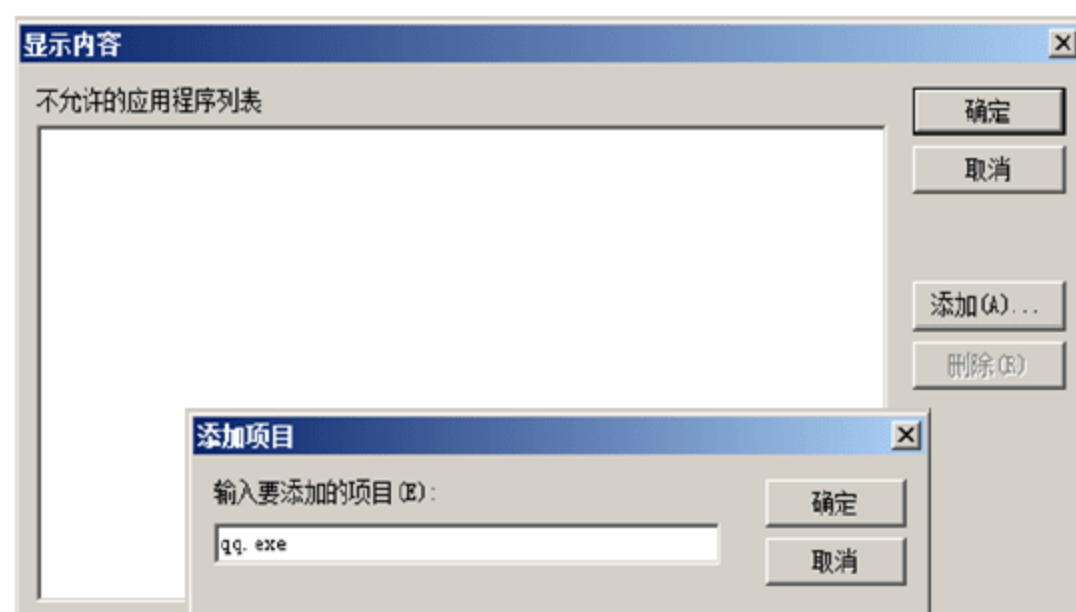 显示内容
不允许的应用程序列表
确定
取消
添加(A)...
删除(R)
添加项目
输入要添加的项目(E):
确定
qq.exe
取消